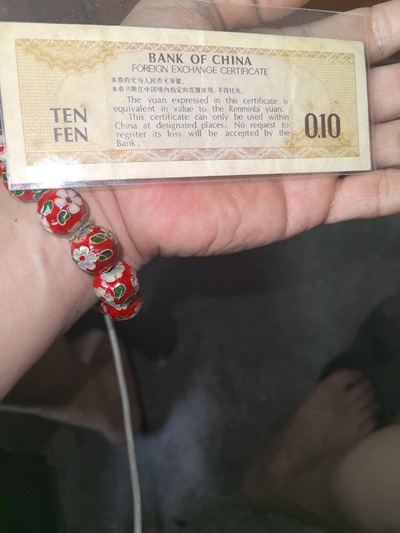 BANK OF CHINA
FOREIGN EXCHANGE CERTIFICATE
本券的元与人民币元等值。
本券只限在中国境内指定的范围使用,不得挂失。
The yuan expressed in this certificate is
equivalent in value to the Renminbi yuan.
This certificate can only be used within
China at designated places. No request to
register its loss will be accepted by the
Bank.
TEN
FEN
0.10